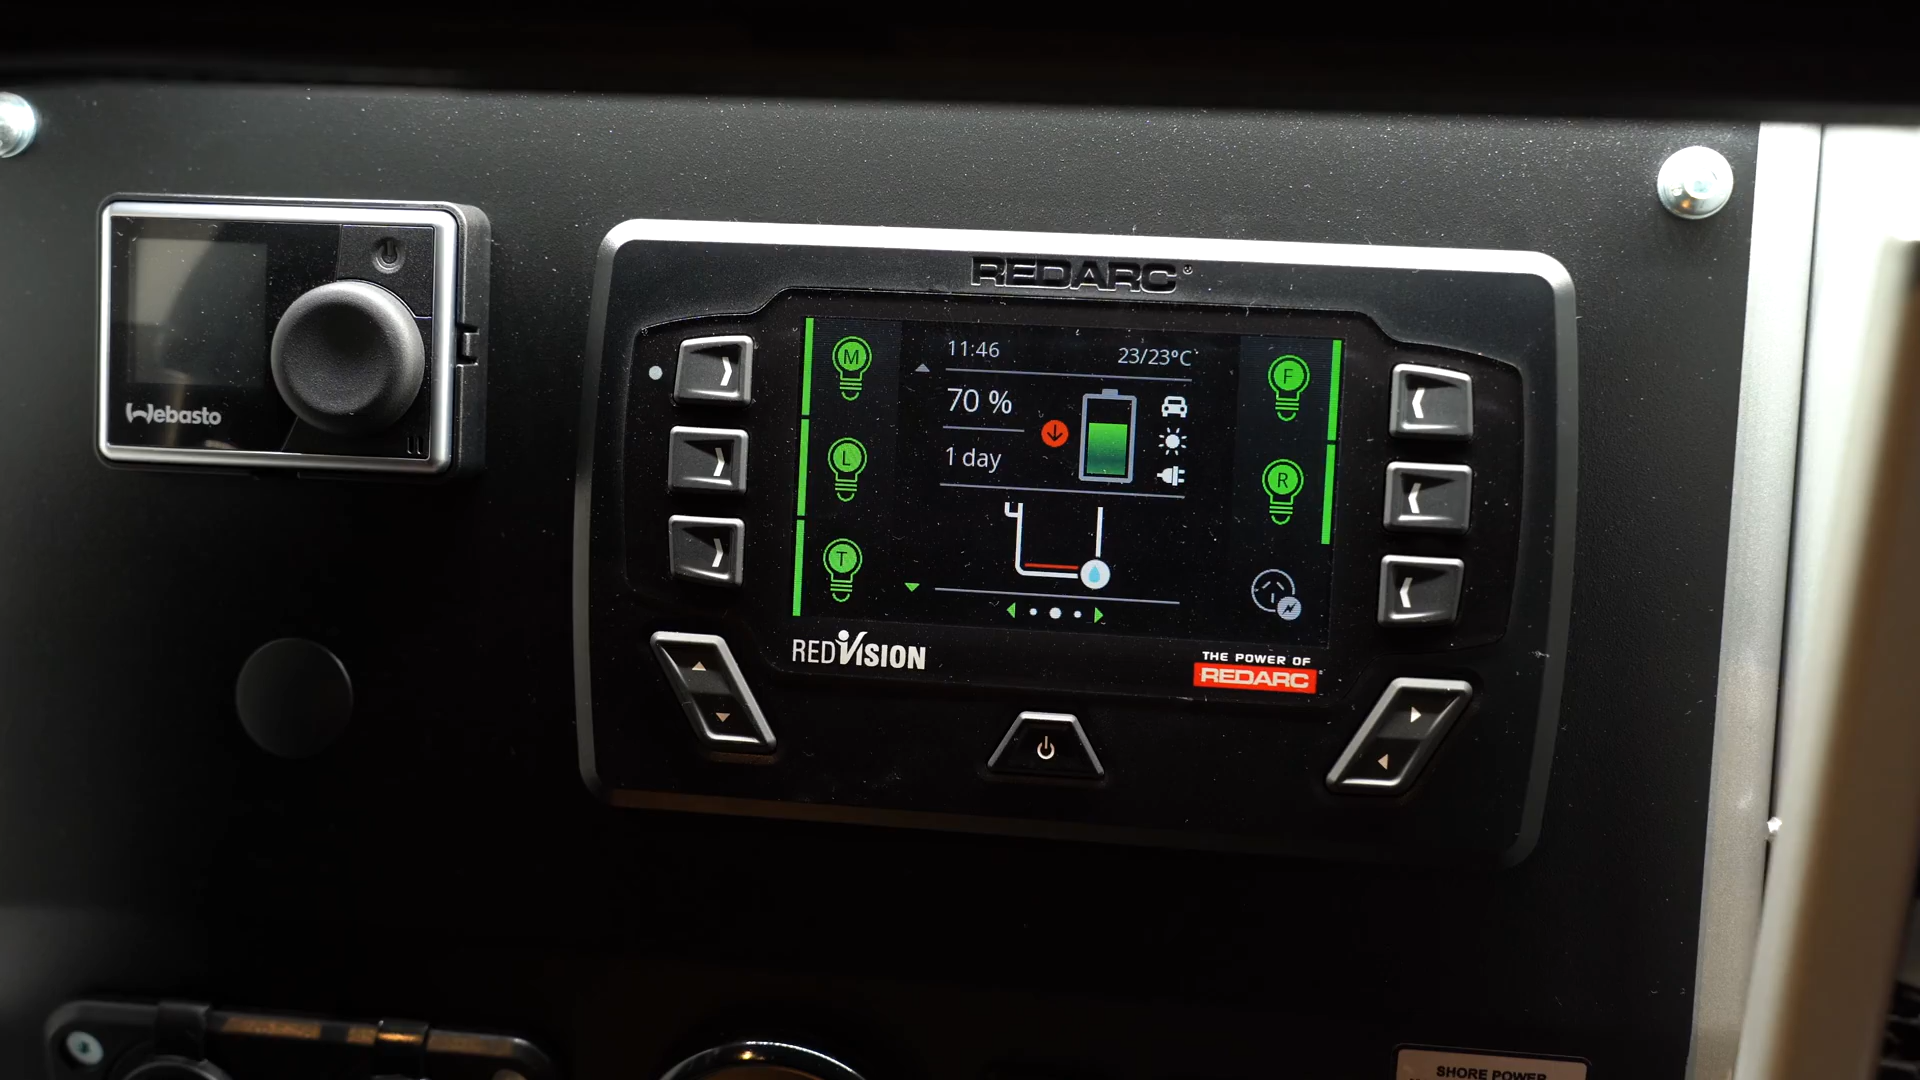 REDARC®
Webasto
M
L
T
11:46
23/23°C
70 %
1 day
F
R
REDVISION
THE POWER OF
REDARC
SHORE POWER